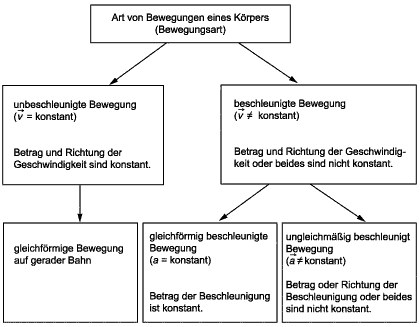 Art von Bewegungen eines Körpers
(Bewegungsart)
unbeschleunigte Bewegung
(v⃗ = konstant)
Betrag und Richtung der
Geschwindigkeit sind konstant.
beschleunigte Bewegung
(v⃗ ≠ konstant)
Betrag und Richtung der Geschwindig-
keit oder beides sind nicht konstant.
gleichförmige Bewegung
auf gerader Bahn
gleichförmig beschleunigte
Bewegung
(a = konstant)
Betrag der Beschleunigung
ist konstant.
ungleichmäßig beschleunigt
Bewegung
(a⃗ ≠ konstant)
Betrag oder Richtung der
Beschleunigung oder beides
sind nicht konstant.